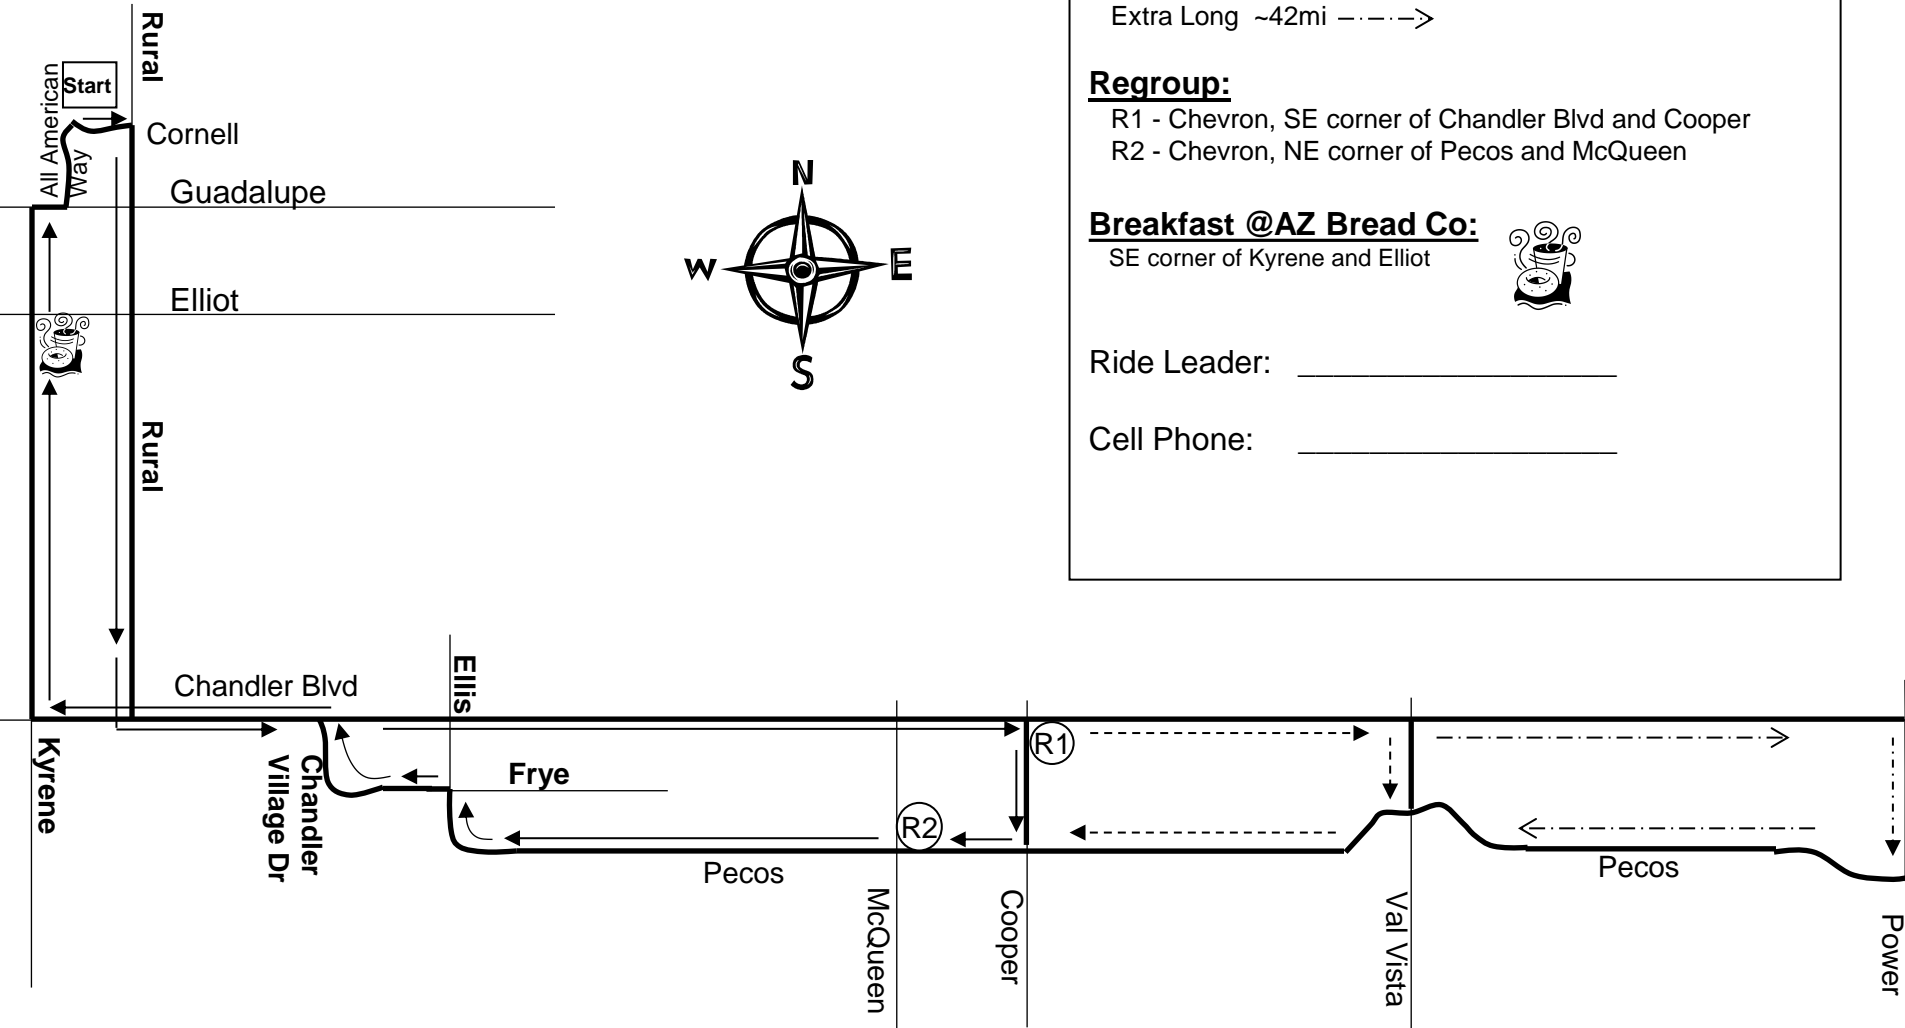 Extra Long ~42mi
Regroup:
R1 - Chevron, SE corner of Chandler Blvd and Cooper
R2 - Chevron, NE corner of Pecos and McQueen
Breakfast @AZ Bread Co:
SE corner of Kyrene and Elliot
Ride Leader: ___________________
Cell Phone: ___________________
Rural
Start
All American
Way
Cornell
Guadalupe
Elliot
N
W
E
S
Rural
Chandler Blvd
Ellis
Kyrene
Chandler
Village Dr
Frye
R1
R2
Pecos
Pecos
McQueen
Cooper
Val Vista
Power